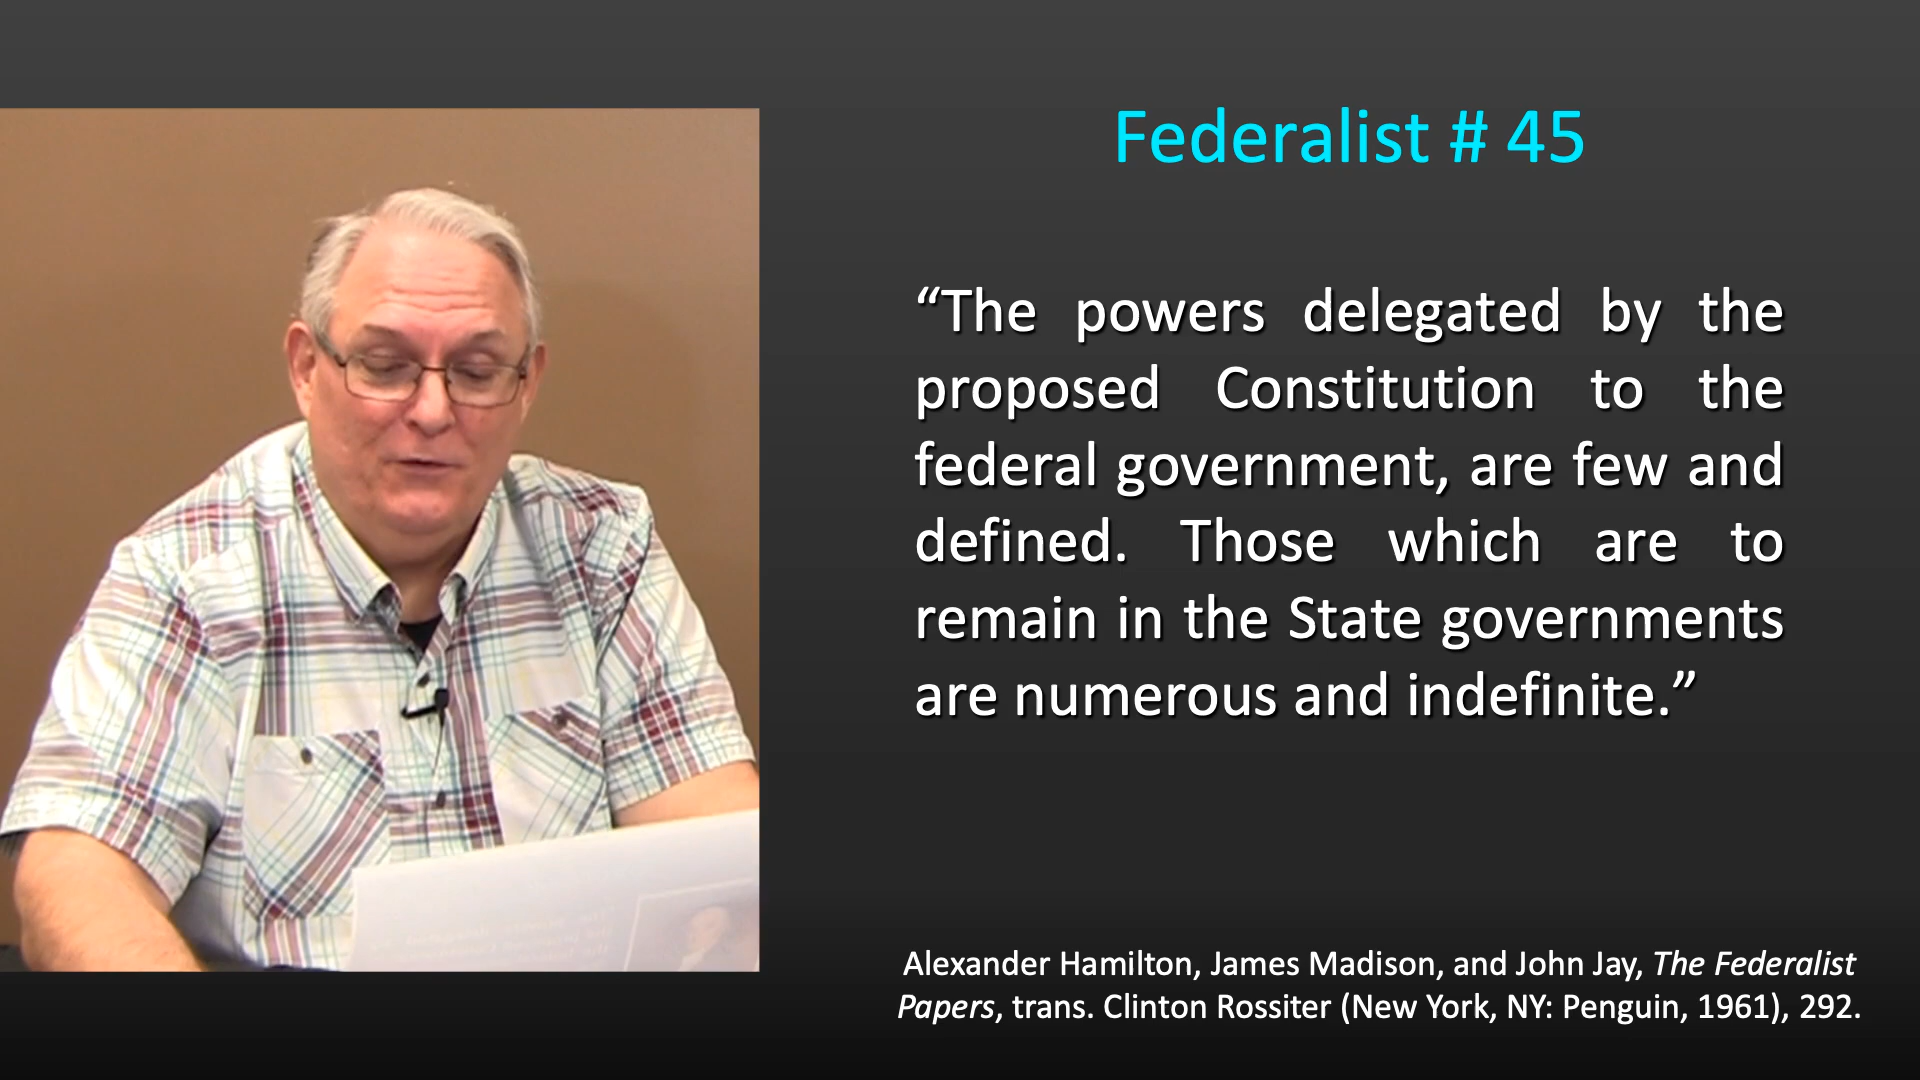 Federalist # 45
“The powers delegated by the
proposed Constitution to the
federal government, are few and
defined. Those which are to
remain in the State governments
are numerous and indefinite.”
Alexander Hamilton, James Madison, and John Jay, The Federalist
Papers, trans. Clinton Rossiter (New York, NY: Penguin, 1961), 292.